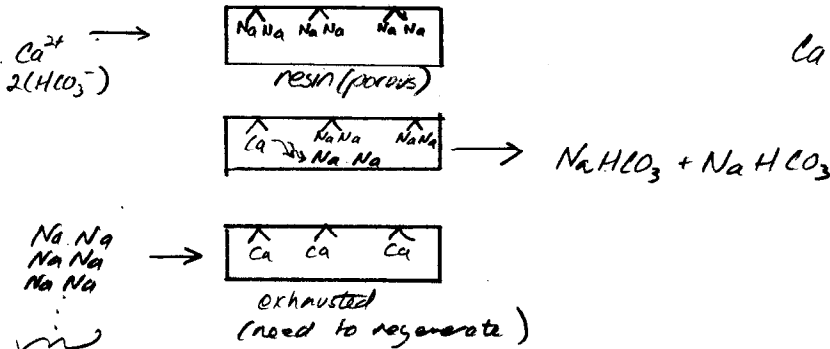 Na Na Na Na Na Na
Ca²⁺ ⟶ Ca
2(HCO₃⁻) resin (porous)
Ca Na Na Na Na
Na Na ⟶ NaHCO₃ + NaHCO₃
Na Na
Na Na ⟶ Ca Ca Ca
Na Na
exhausted
(need to regenerate)